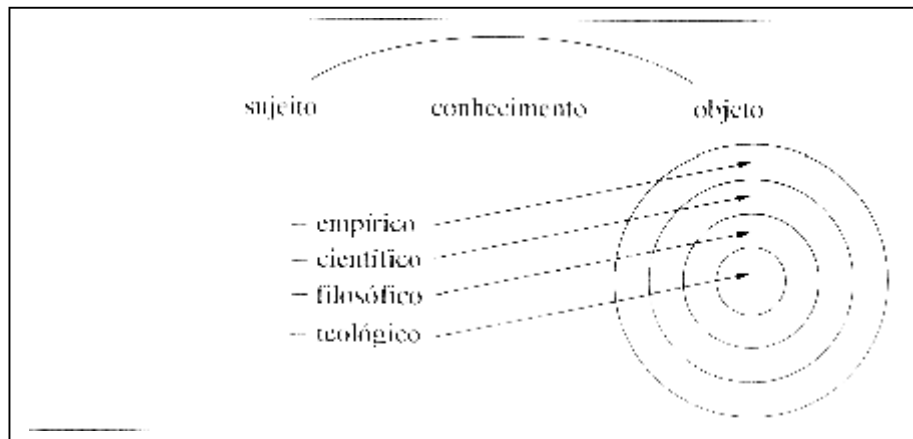 sujeito conhecimento objeto
– empírico
– científico
– filosófico
– teológico